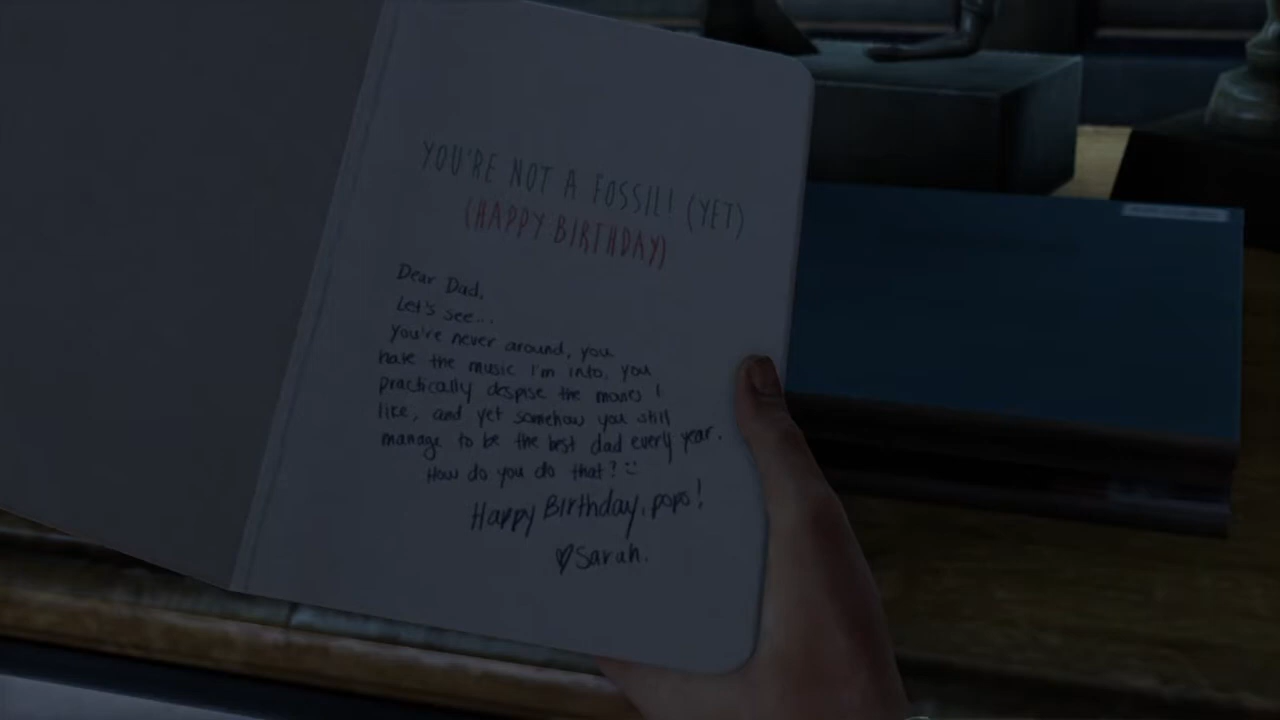 YOU'RE NOT A FOSSIL! (YET)
(HAPPY BIRTHDAY)
Dear Dad,
Let's see...
You're never around, you
hate the music I'm into, you
practically despise the movies I
like, and yet somehow you still
manage to be the best dad every year.
How do you do that? :)
Happy Birthday, pops!
♡Sarah.